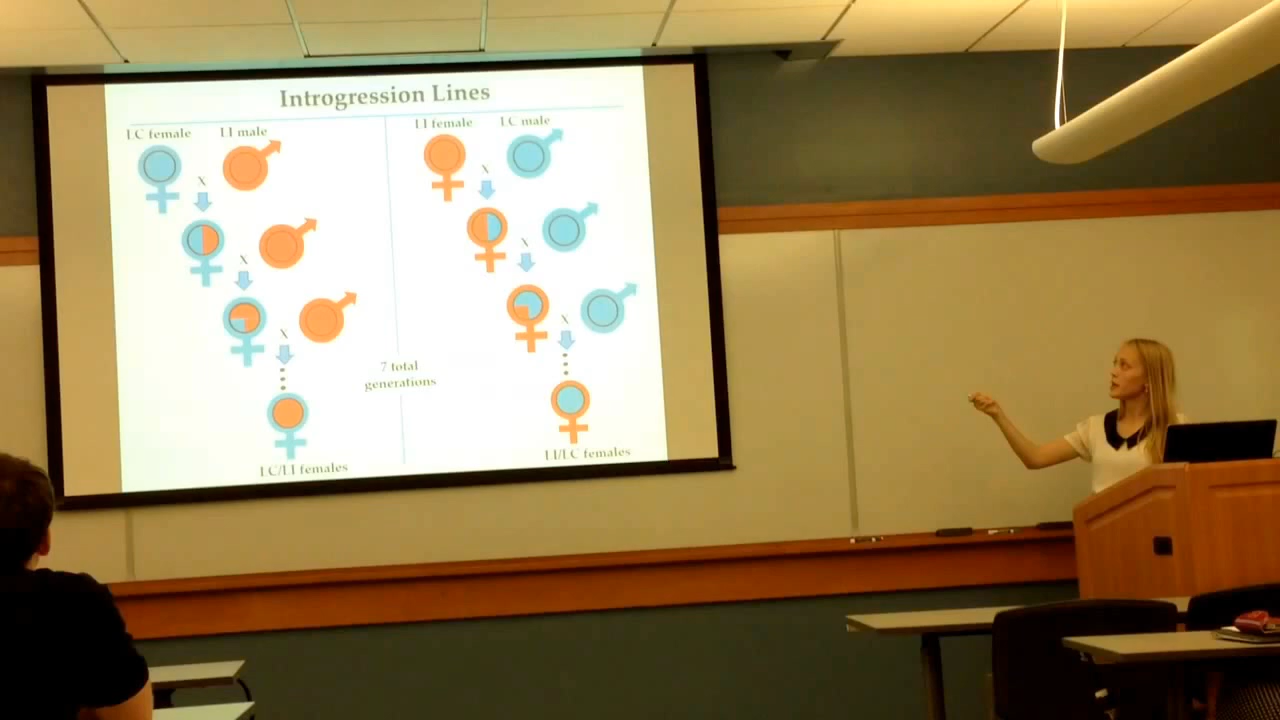 Introgression Lines
LC female LI male
LI female LC male
X
X
X
X
X
X
7 total
generations
LC/LI females
LI/LC females